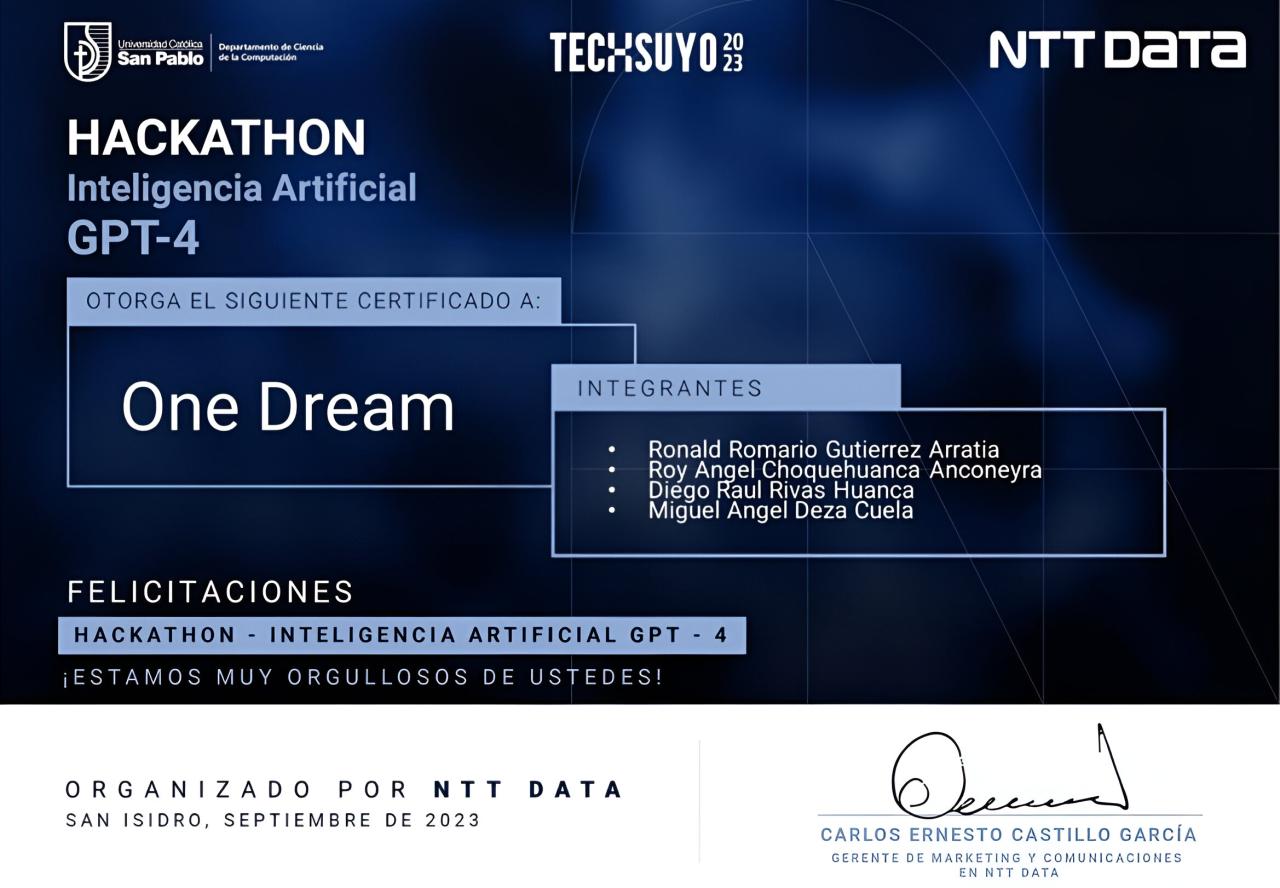 Universidad Católica
San Pablo
Departamento de Ciencia
de la Computación
TECHSUYO 20
23
NTT DATA
HACKATHON
Inteligencia Artificial
GPT-4
OTORGA EL SIGUIENTE CERTIFICADO A:
One Dream
INTEGRANTES
• Ronald Romario Gutierrez Arratia
• Roy Angel Choquehuanca Anconeyra
• Diego Raul Rivas Huanca
• Miguel Angel Deza Cuela
FELICITACIONES
HACKATHON - INTELIGENCIA ARTIFICIAL GPT - 4
¡ESTAMOS MUY ORGULLOSOS DE USTEDES!
ORGANIZADO POR NTT DATA
SAN ISIDRO, SEPTIEMBRE DE 2023
CARLOS ERNESTO CASTILLO GARCÍA
GERENTE DE MARKETING Y COMUNICACIONES
EN NTT DATA